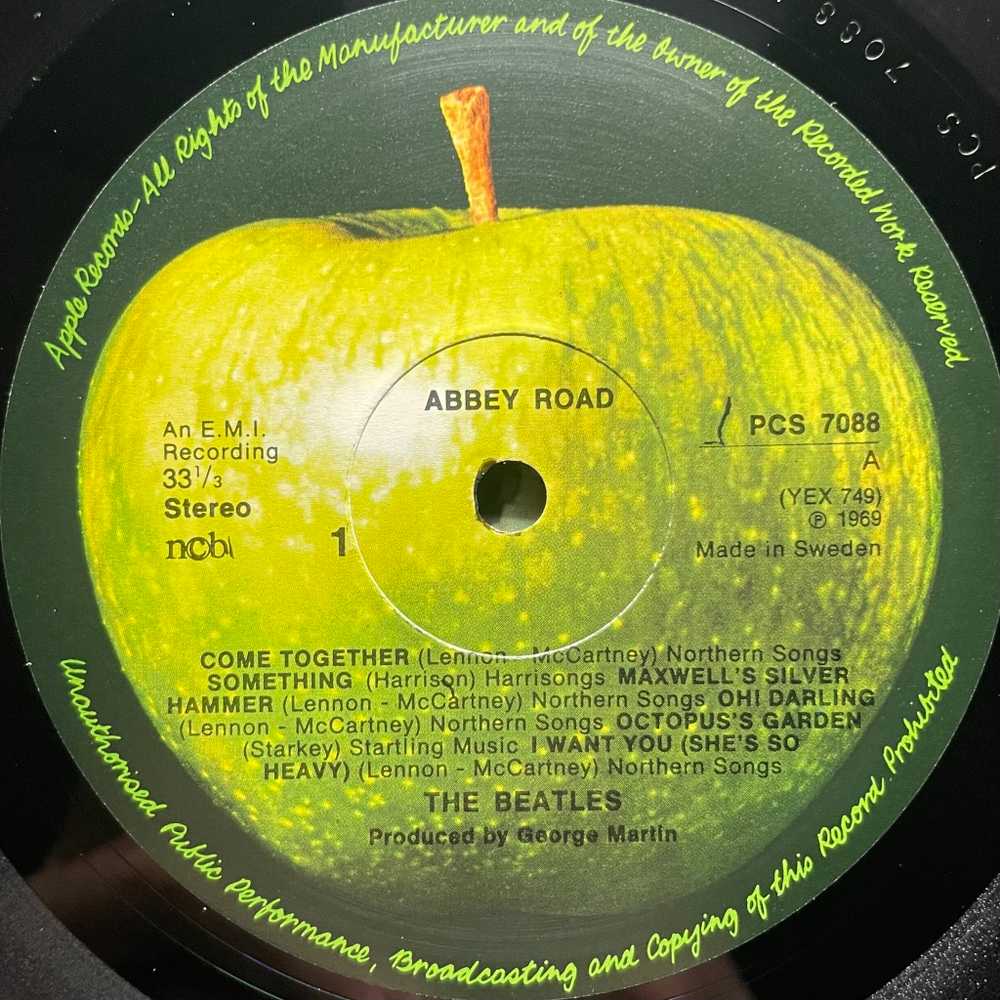 Apple Records-All Rights of the Manufacturer and of the Owner of the Recorded Work Reserved
PCS 7088
ABBEY ROAD
An E.M.I.
Recording
33 1/3
Stereo
ncb
1
PCS 7088
A
(YEX 749)
℗ 1969
Made in Sweden
COME TOGETHER (Lennon - McCartney) Northern Songs
SOMETHING (Harrison) Harrisongs MAXWELL'S SILVER
HAMMER (Lennon - McCartney) Northern Songs OH! DARLING
(Lennon - McCartney) Northern Songs OCTOPUS'S GARDEN
(Starkey) Startling Music I WANT YOU (SHE'S SO
HEAVY) (Lennon - McCartney) Northern Songs
THE BEATLES
Produced by George Martin
Unauthorised Public Performance, Broadcasting and Copying of this Record Prohibited